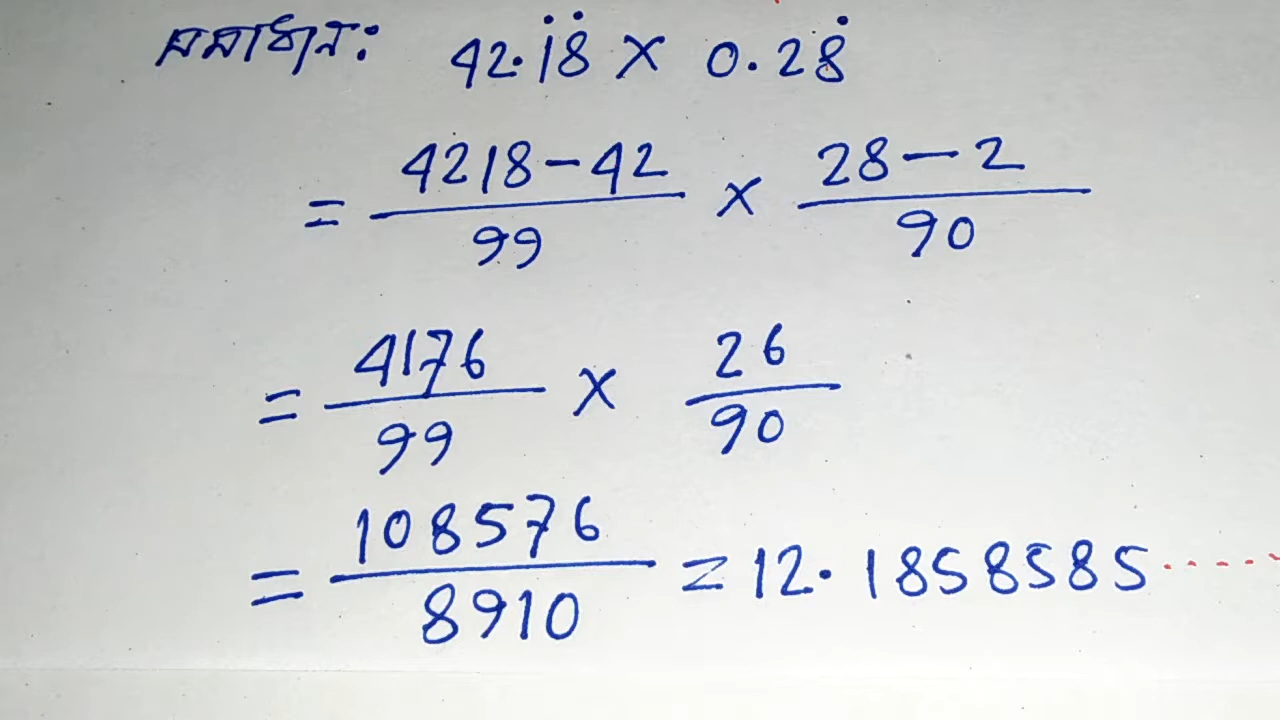 সমাধান: 42.1̇8̇ × 0.28̇
= 4218 − 42 / 99 × 28 − 2 / 90
= 4176 / 99 × 26 / 90
= 108576 / 8910 = 12.1858585.....